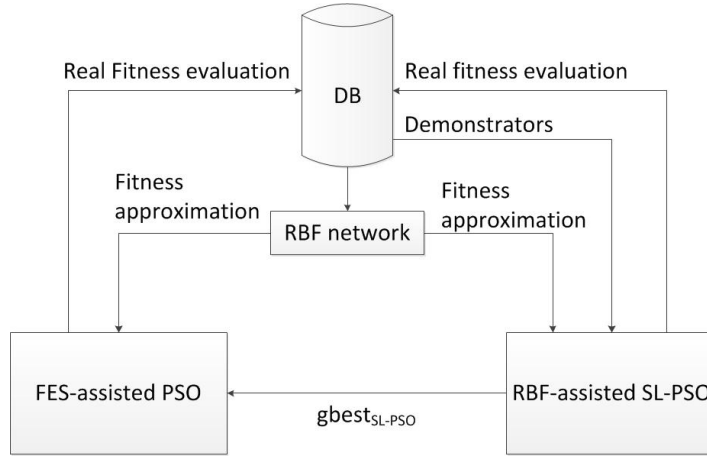 Real Fitness evaluation
Real fitness evaluation
DB
Demonstrators
Fitness
approximation
Fitness
approximation
RBF network
FES-assisted PSO
RBF-assisted SL-PSO
gbestSL-PSO